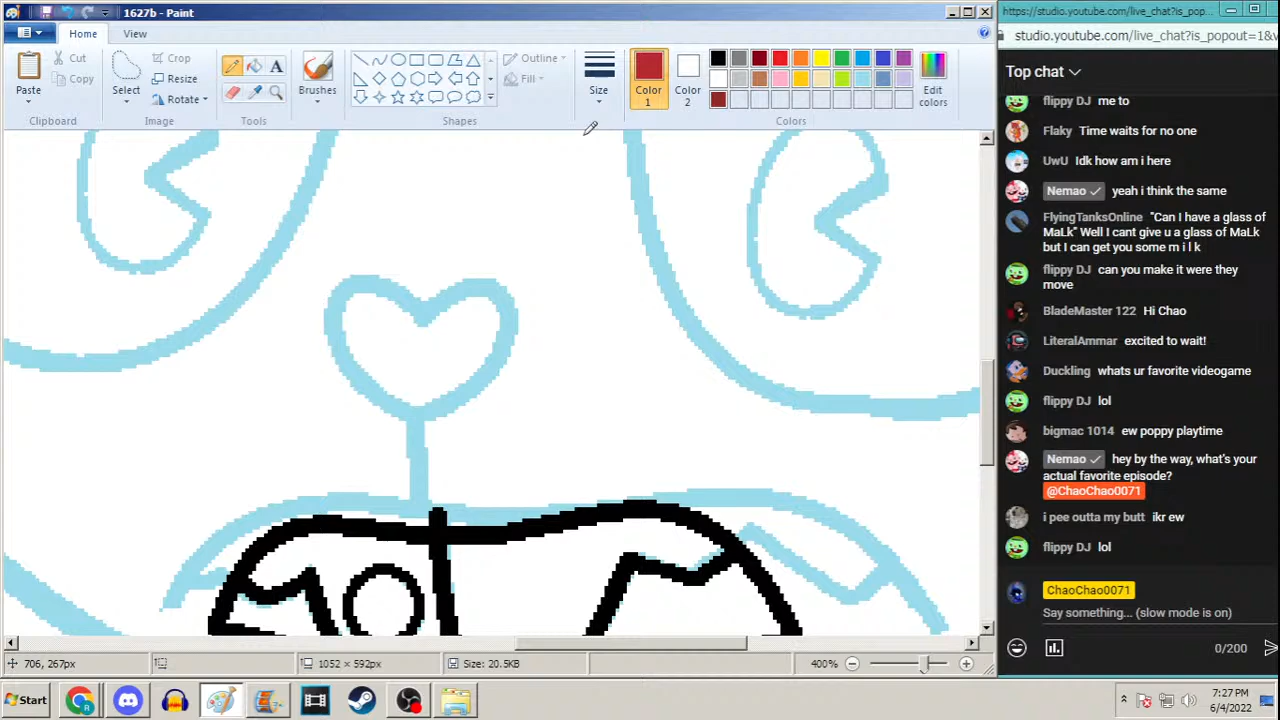 1627b - Paint
https://studio.youtube.com/live_chat?is_pop...
studio.youtube.com/live_chat?is_popout=1&v
Home
View
Paste
Cut
Copy
Clipboard
Select
Crop
Resize
Rotate
Image
A
Tools
Brushes
Outline
Fill
Shapes
Size
Color
1
Color
2
Edit
colors
Colors
Top chat
flippy DJ me to
Flaky Time waits for no one
UwU Idk how am i here
Nemao yeah i think the same
FlyingTanksOnline "Can I have a glass of
MaLk" Well I cant give u a glass of MaLk
but I can get you some m i l k
flippy DJ can you make it were they
move
BladeMaster 122 Hi Chao
LiteralAmmar excited to wait!
Duckling whats ur favorite videogame
flippy DJ lol
bigmac 1014 ew poppy playtime
Nemao hey by the way, what's your
actual favorite episode?
@ChaoChao0071
i pee outta my butt ikr ew
flippy DJ lol
ChaoChao0071
Say something... (slow mode is on)
0/200
706, 267px
1052 × 592px
Size: 20.5KB
400%
Start
7:27 PM
6/4/2022